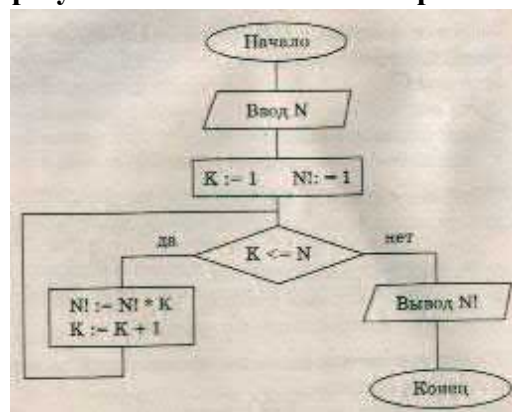 Начало
Ввод N
K := 1 N!: = 1
да
K <= N
нет
N! := N! * K
K := K + 1
Вывод N!
Конец